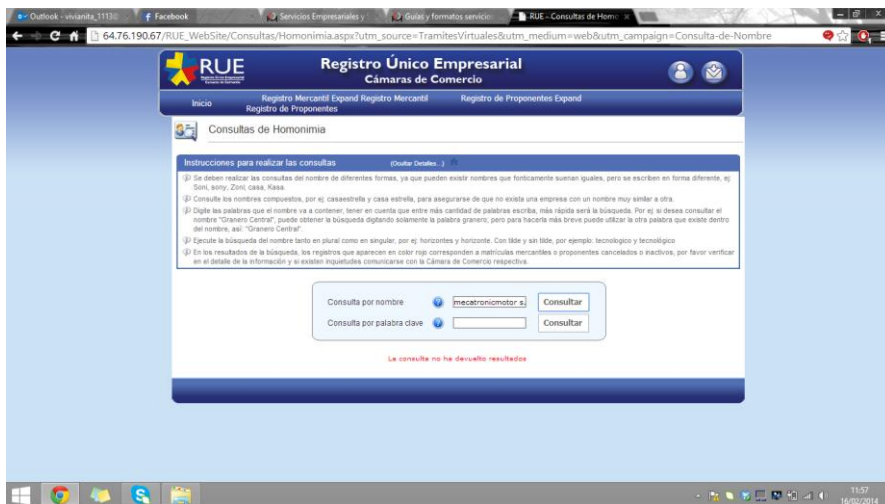 Outlook - vivianita_1113
Facebook
Servicios Empresariales y
Guías y formatos servicio
RUE - Consultas de Homo
64.76.190.67/RUE_WebSite/Consultas/Homonimia.aspx?utm_source=TramitesVirtuales&utm_medium=web&utm_campaign=Consulta-de-Nombre
RUE
Registro Único Empresarial
Cámaras de Comercio
Inicio
Registro Mercantil Expand Registro Mercantil
Registro de Proponentes Expand
Registro de Proponentes
Consultas de Homonimia
Instrucciones para realizar las consultas
(Ocultar Detalles...)
Se deben realizar las consultas del nombre de diferentes formas, ya que pueden existir nombres que foneticamente suenan iguales, pero se escriben en forma diferente, ej:
Soni, sony, Zoni, casa, Kasa.
Consulte los nombres compuestos, por ej: casaestrella y casa estrella, para asegurarse de que no exista una empresa con un nombre muy similar a otra.
Digite las palabras que el nombre va a contener, tener en cuenta que entre más cantidad de palabras escriba, más rápida será la búsqueda. Por ej: si desea consultar el
nombre "Granero Central", puede obtener la búsqueda digitando solamente la palabra granero; pero para hacerla más breve puede utilizar la otra palabra que existe dentro
del nombre, así: "Granero Central".
Ejecute la búsqueda del nombre tanto en plural como en singular, por ej: horizontes y horizonte. Con tilde y sin tilde, por ejemplo: tecnologico y tecnológico
En los resultados de la búsqueda, los registros que aparecen en color rojo corresponden a matrículas mercantiles o proponentes cancelados o inactivos, por favor verificar
en el detalle de la información y si existen inquietudes comunicarse con la Cámara de Comercio respectiva.
Consulta por nombre
mecatronicmotor s.
Consultar
Consulta por palabra clave
Consultar
La consulta no ha devuelto resultados
11:57
16/02/2014